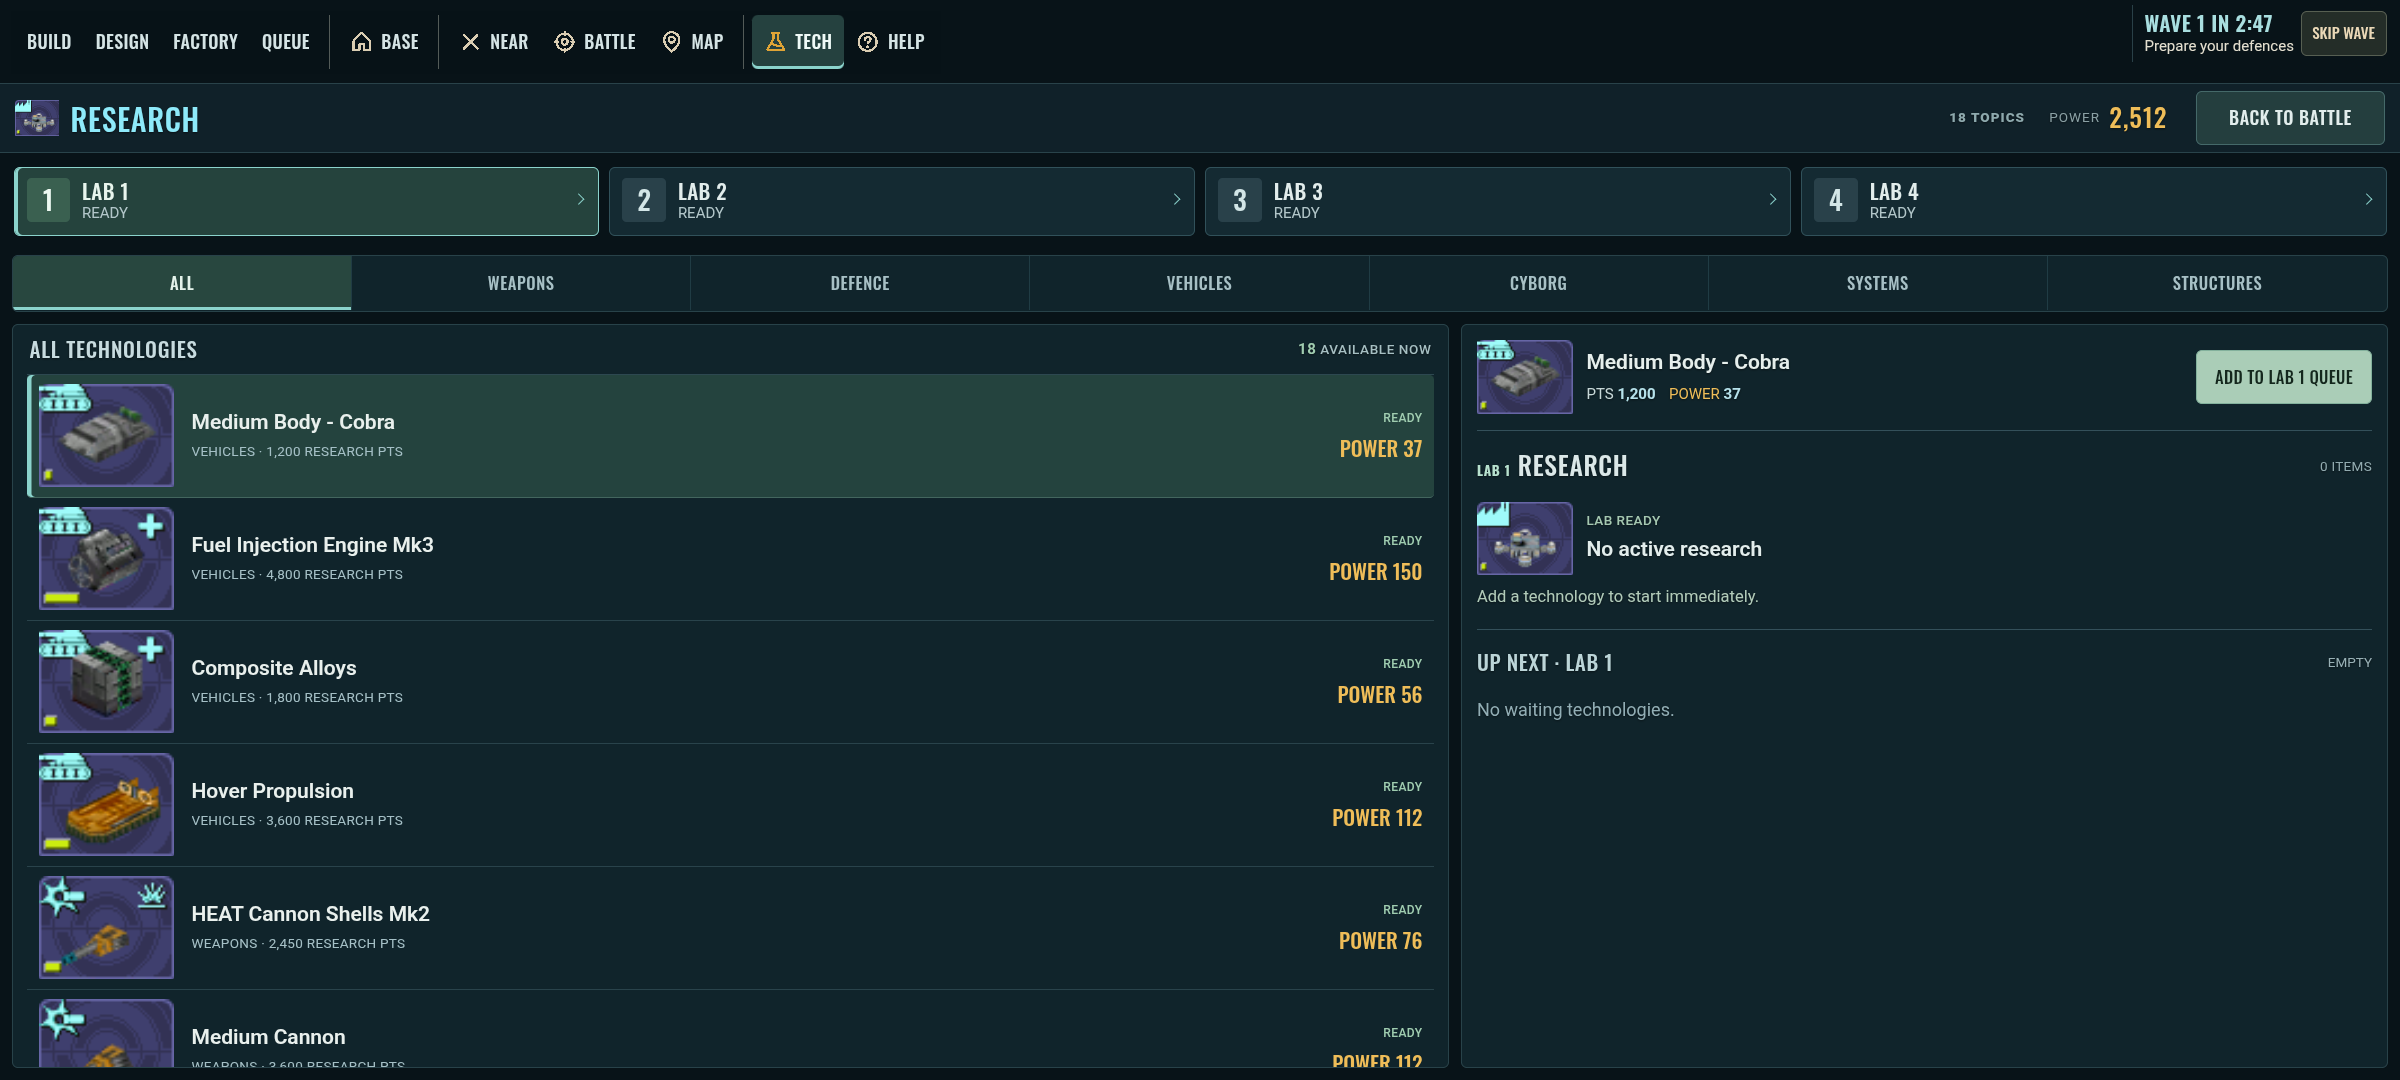 BUILD DESIGN FACTORY QUEUE BASE NEAR BATTLE MAP TECH HELP
WAVE 1 IN 2:47
Prepare your defences
SKIP WAVE
RESEARCH
18 TOPICS POWER 2,512
BACK TO BATTLE
1 LAB 1
READY
2 LAB 2
READY
3 LAB 3
READY
4 LAB 4
READY
ALL WEAPONS DEFENCE VEHICLES CYBORG SYSTEMS STRUCTURES
ALL TECHNOLOGIES
18 AVAILABLE NOW
Medium Body - Cobra
VEHICLES · 1,200 RESEARCH PTS
READY
POWER 37
Fuel Injection Engine Mk3
VEHICLES · 4,800 RESEARCH PTS
READY
POWER 150
Composite Alloys
VEHICLES · 1,800 RESEARCH PTS
READY
POWER 56
Hover Propulsion
VEHICLES · 3,600 RESEARCH PTS
READY
POWER 112
HEAT Cannon Shells Mk2
WEAPONS · 2,450 RESEARCH PTS
READY
POWER 76
Medium Cannon
WEAPONS · 3,600 RESEARCH PTS
READY
POWER 112
Medium Body - Cobra
PTS 1,200 POWER 37
ADD TO LAB 1 QUEUE
LAB 1 RESEARCH
0 ITEMS
LAB READY
No active research
Add a technology to start immediately.
UP NEXT · LAB 1
EMPTY
No waiting technologies.